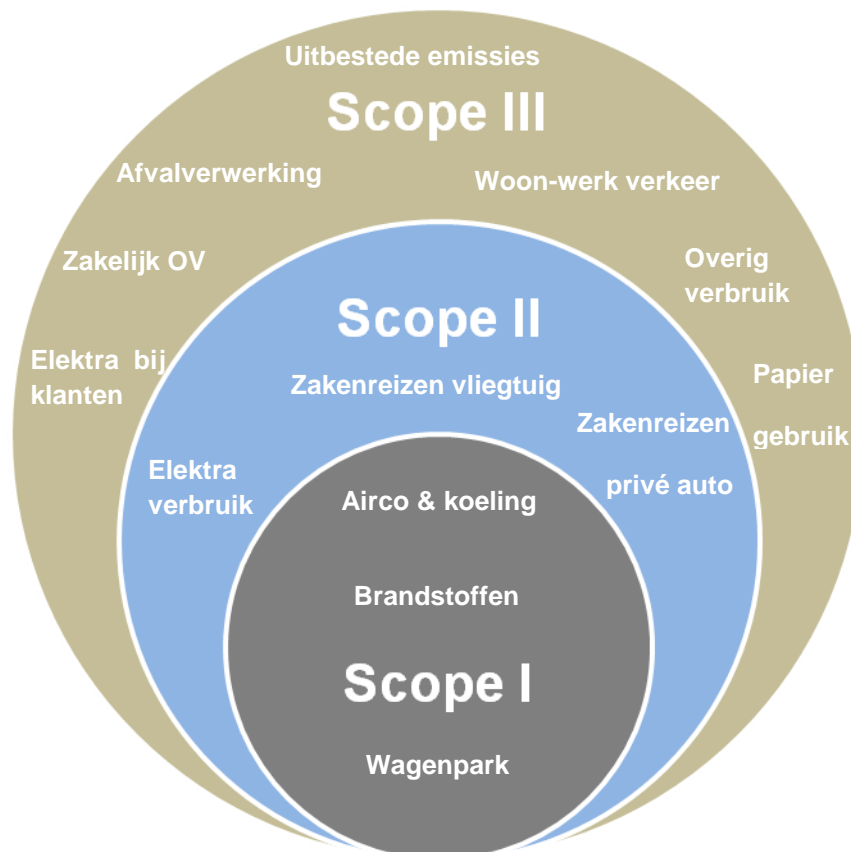 Uitbestede emissies
Scope III
Afvalverwerking
Woon-werk verkeer
Zakelijk OV
Overig
verbruik
Elektra bij
klanten
Papier
gebruik
Scope II
Zakenreizen vliegtuig
Zakenreizen
privé auto
Elektra
verbruik
Airco & koeling
Brandstoffen
Scope I
Wagenpark